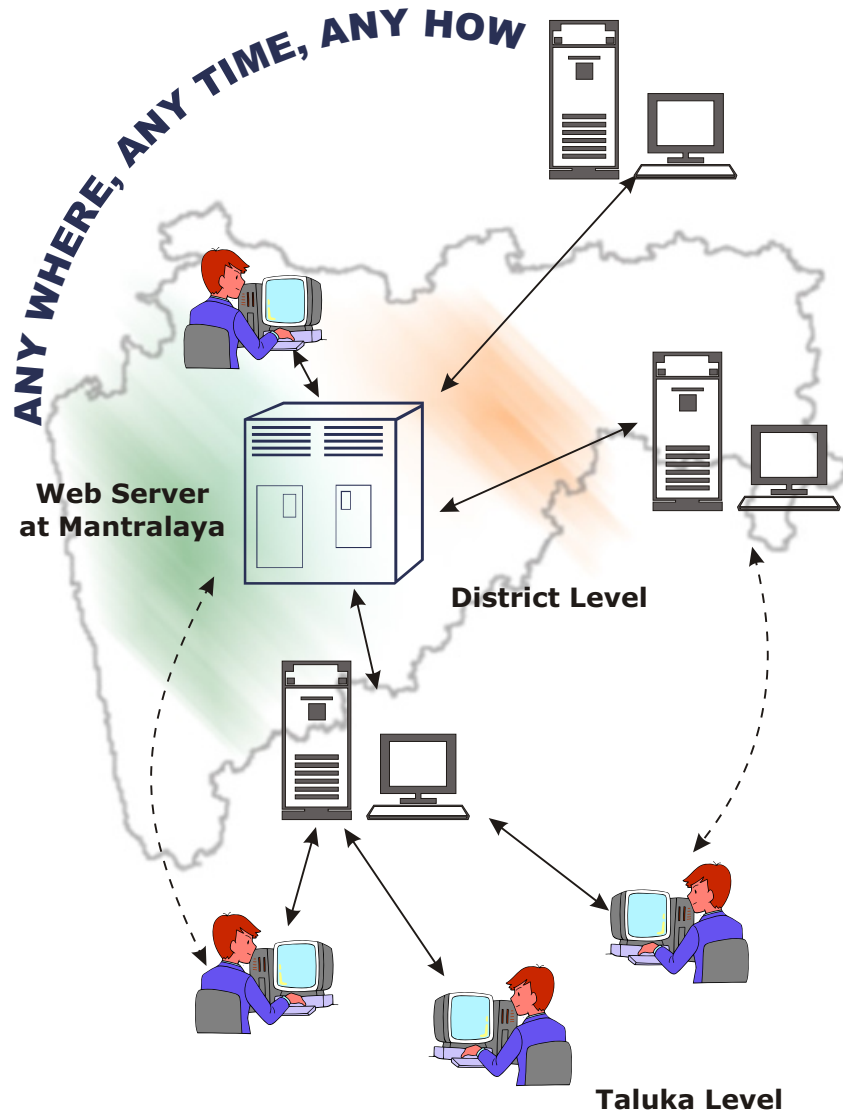 ANY WHERE, ANY TIME, ANY HOW
Web Server
at Mantralaya
District Level
Taluka Level